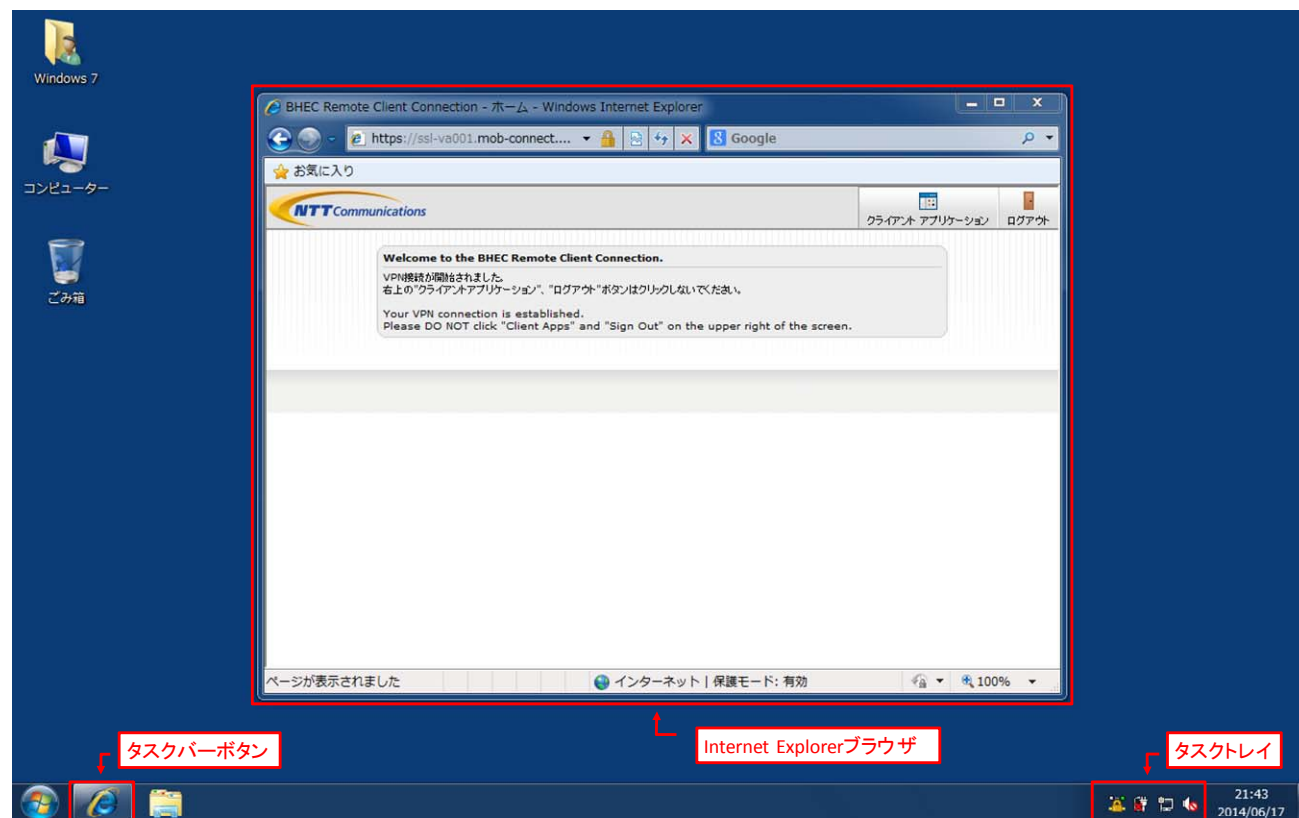 Windows 7
コンピューター
ごみ箱
BHEC Remote Client Connection - ホーム - Windows Internet Explorer
https://ssl-va001.mob-connect....
Google
お気に入り
NTT Communications
クライアント アプリケーション
ログアウト
Welcome to the BHEC Remote Client Connection.
VPN接続が開始されました。
右上の"クライアントアプリケーション"、"ログアウト"ボタンはクリックしないでください。
Your VPN connection is established.
Please DO NOT click "Client Apps" and "Sign Out" on the upper right of the screen.
ページが表示されました
インターネット | 保護モード: 有効
100%
Internet Explorerブラウザ
タスクバーボタン
タスクトレイ
21:43
2014/06/17